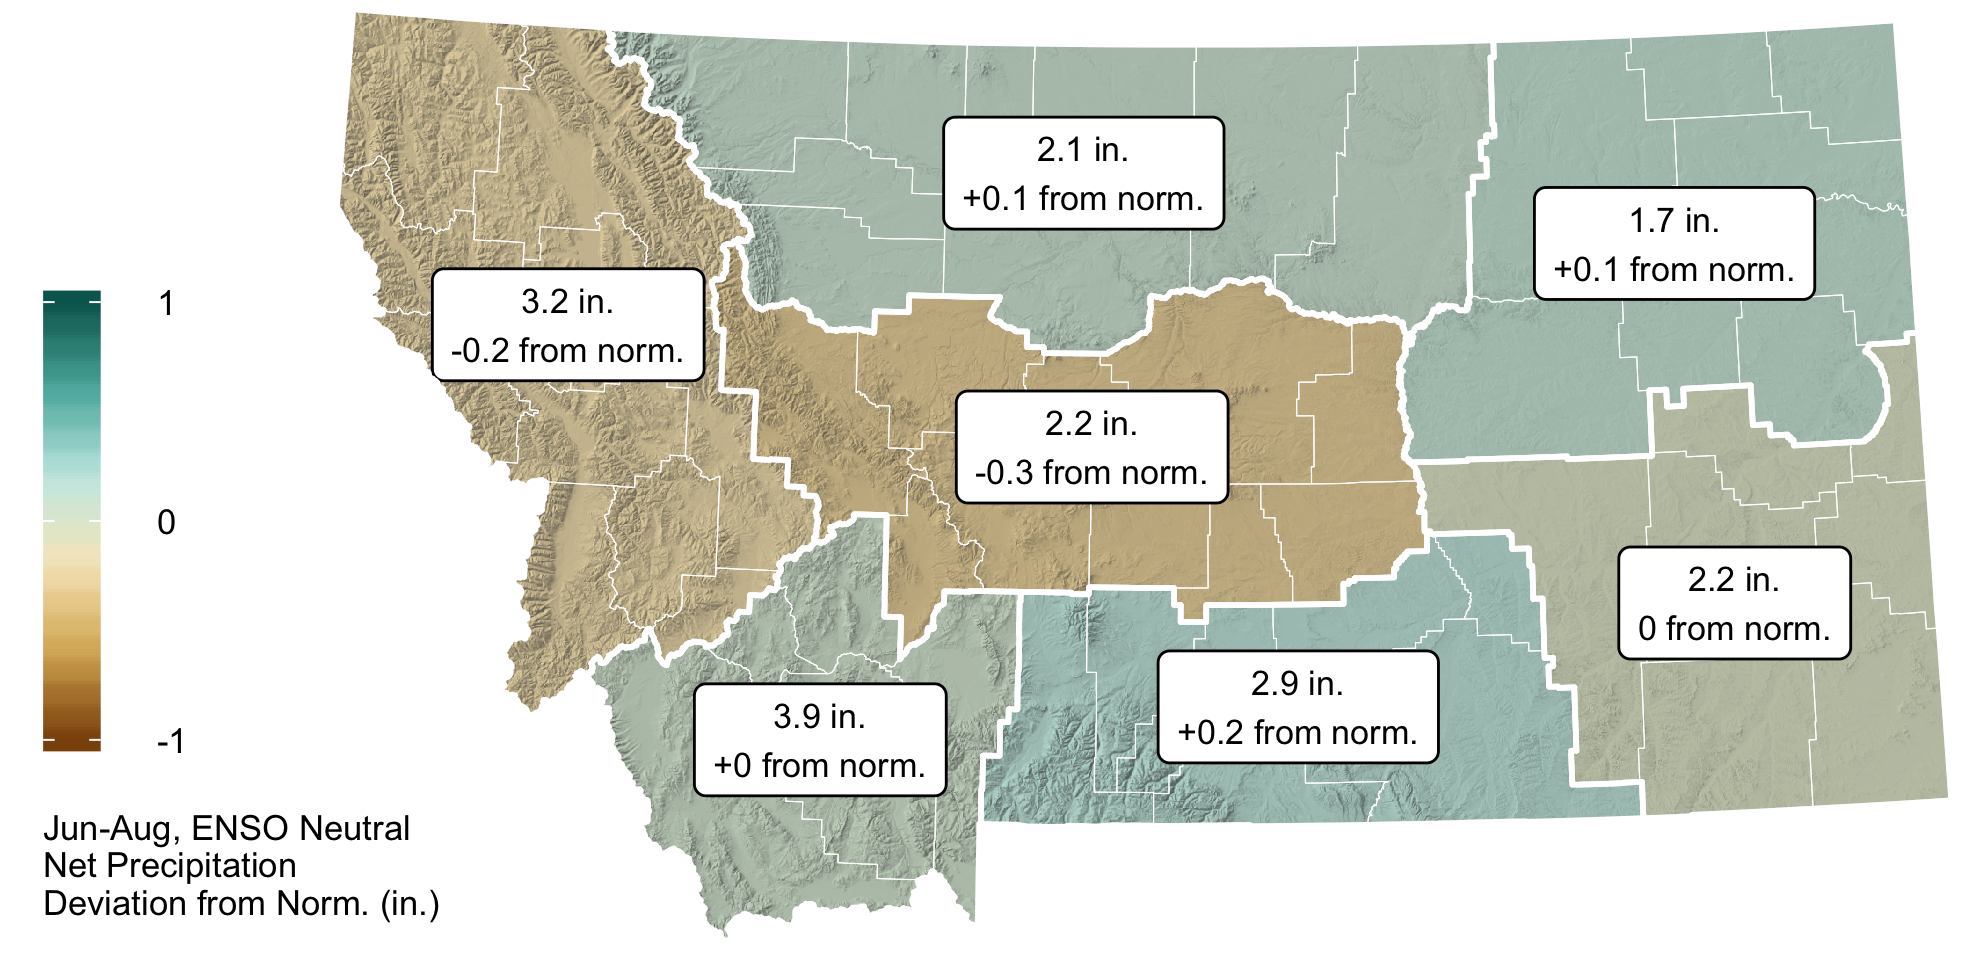 2.1 in.
+0.1 from norm.
1.7 in.
+0.1 from norm.
3.2 in.
-0.2 from norm.
2.2 in.
-0.3 from norm.
2.2 in.
0 from norm.
2.9 in.
+0.2 from norm.
3.9 in.
+0 from norm.
1
0
-1
Jun-Aug, ENSO Neutral
Net Precipitation
Deviation from Norm. (in.)